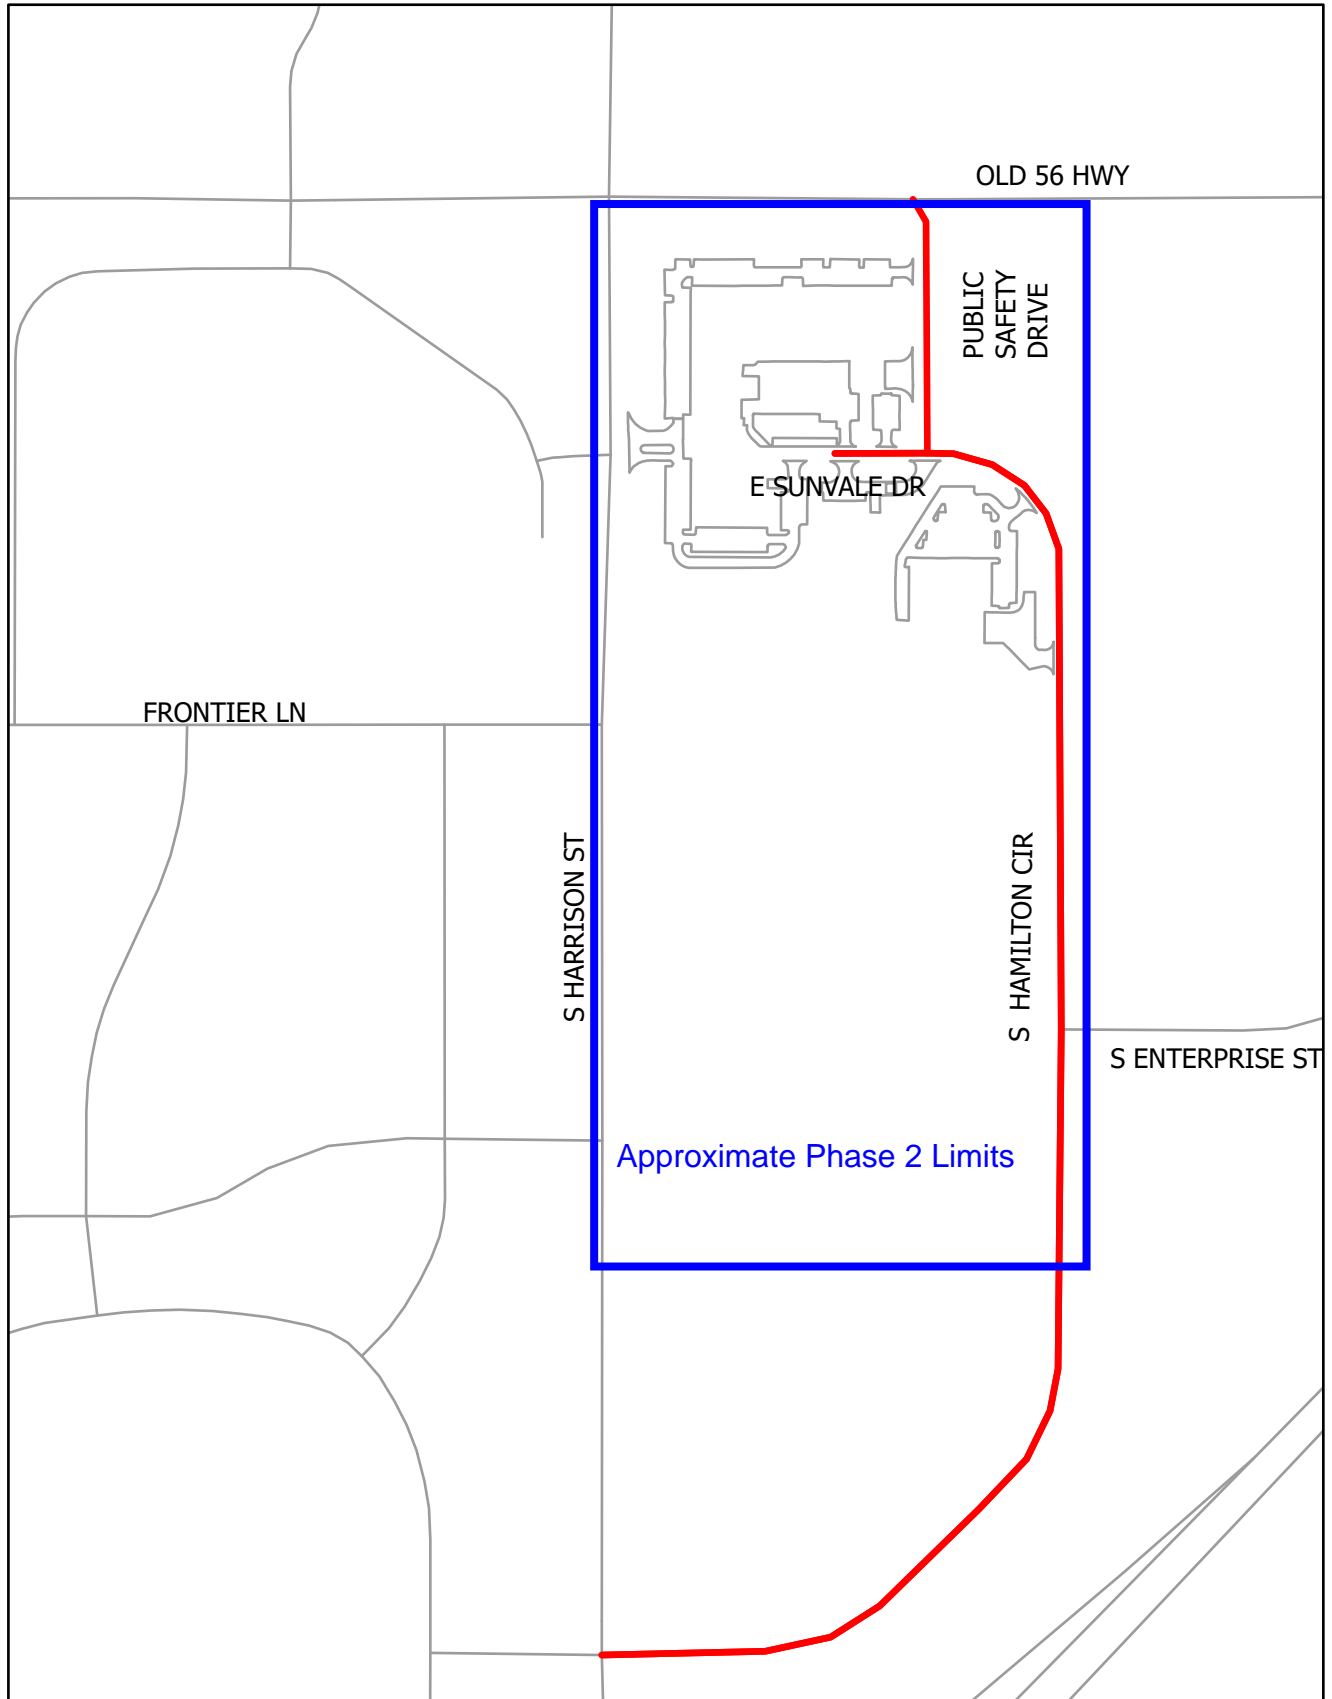 OLD 56 HWY
PUBLIC
SAFETY
DRIVE
E SUNVALE DR
FRONTIER LN
S HARRISON ST
S HAMILTON CIR
S ENTERPRISE ST
Approximate Phase 2 Limits